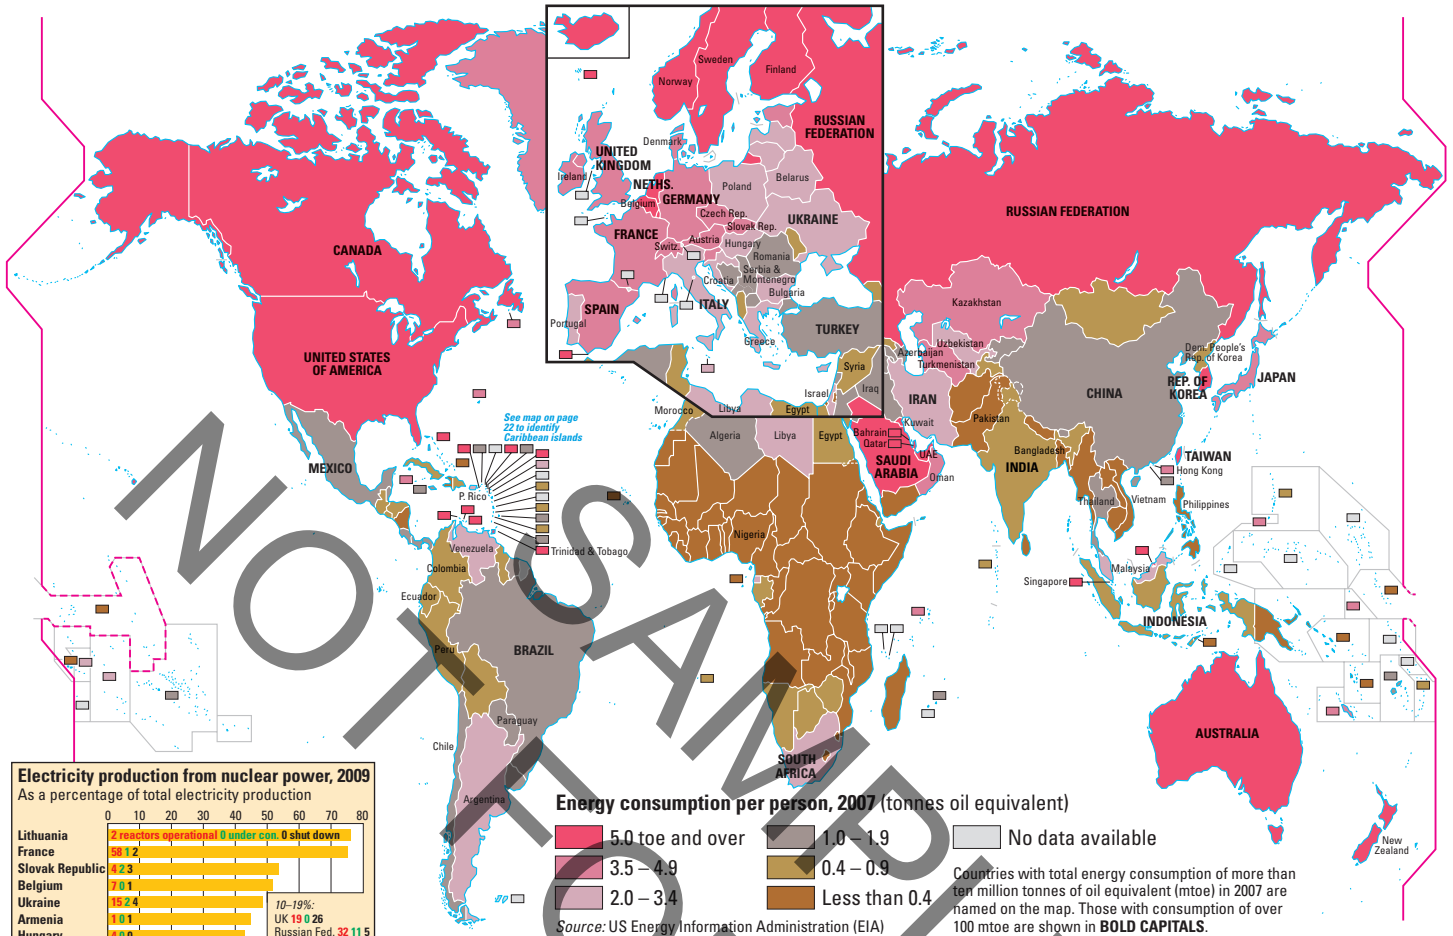 Sweden
Norway
Finland
RUSSIAN
FEDERATION
Denmark
UNITED
KINGDOM
Ireland
NETHS.
Belgium
GERMANY
Poland
Belarus
Czech Rep.
UKRAINE
Slovak Rep.
FRANCE
Switz.
Austria
Hungary
Romania
Serbia &
Montenegro
Croatia
Bulgaria
ITALY
SPAIN
Portugal
Greece
TURKEY
Syria
Iraq
Israel
Morocco
Libya
Egypt
CANADA
UNITED STATES
OF AMERICA
MEXICO
See map on page
22 to identify
Caribbean islands
P. Rico
Trinidad & Tobago
Venezuela
Colombia
Ecuador
Peru
BRAZIL
Paraguay
Chile
Argentina
RUSSIAN FEDERATION
Kazakhstan
Uzbekistan
Turkmenistan
Azerbaijan
IRAN
Kuwait
Bahrain
Qatar
UAE
SAUDI
ARABIA
Oman
Algeria
Libya
Egypt
Nigeria
SOUTH
AFRICA
Pakistan
INDIA
Bangladesh
CHINA
Dem. People's
Rep. of Korea
REP. OF
KOREA
JAPAN
TAIWAN
Hong Kong
Thailand
Vietnam
Philippines
Malaysia
Singapore
INDONESIA
AUSTRALIA
New
Zealand
NOT
SAMPL
TO
Electricity production from nuclear power, 2009
As a percentage of total electricity production
0 10 20 30 40 50 60 70 80
Lithuania 2 reactors operational 0 under con. 0 shut down
France 58 1 2
Slovak Republic 4 2 3
Belgium 7 0 1
Ukraine 15 2 4
Armenia 1 0 1
Hungary 4 0 0
10–19%:
UK 19 0 26
Russian Fed. 32 11 5
Energy consumption per person, 2007 (tonnes oil equivalent)
5.0 toe and over
3.5 – 4.9
2.0 – 3.4
1.0 – 1.9
0.4 – 0.9
Less than 0.4
No data available
Source: US Energy Information Administration (EIA)
Countries with total energy consumption of more than
ten million tonnes of oil equivalent (mtoe) in 2007 are
named on the map. Those with consumption of over
100 mtoe are shown in BOLD CAPITALS.